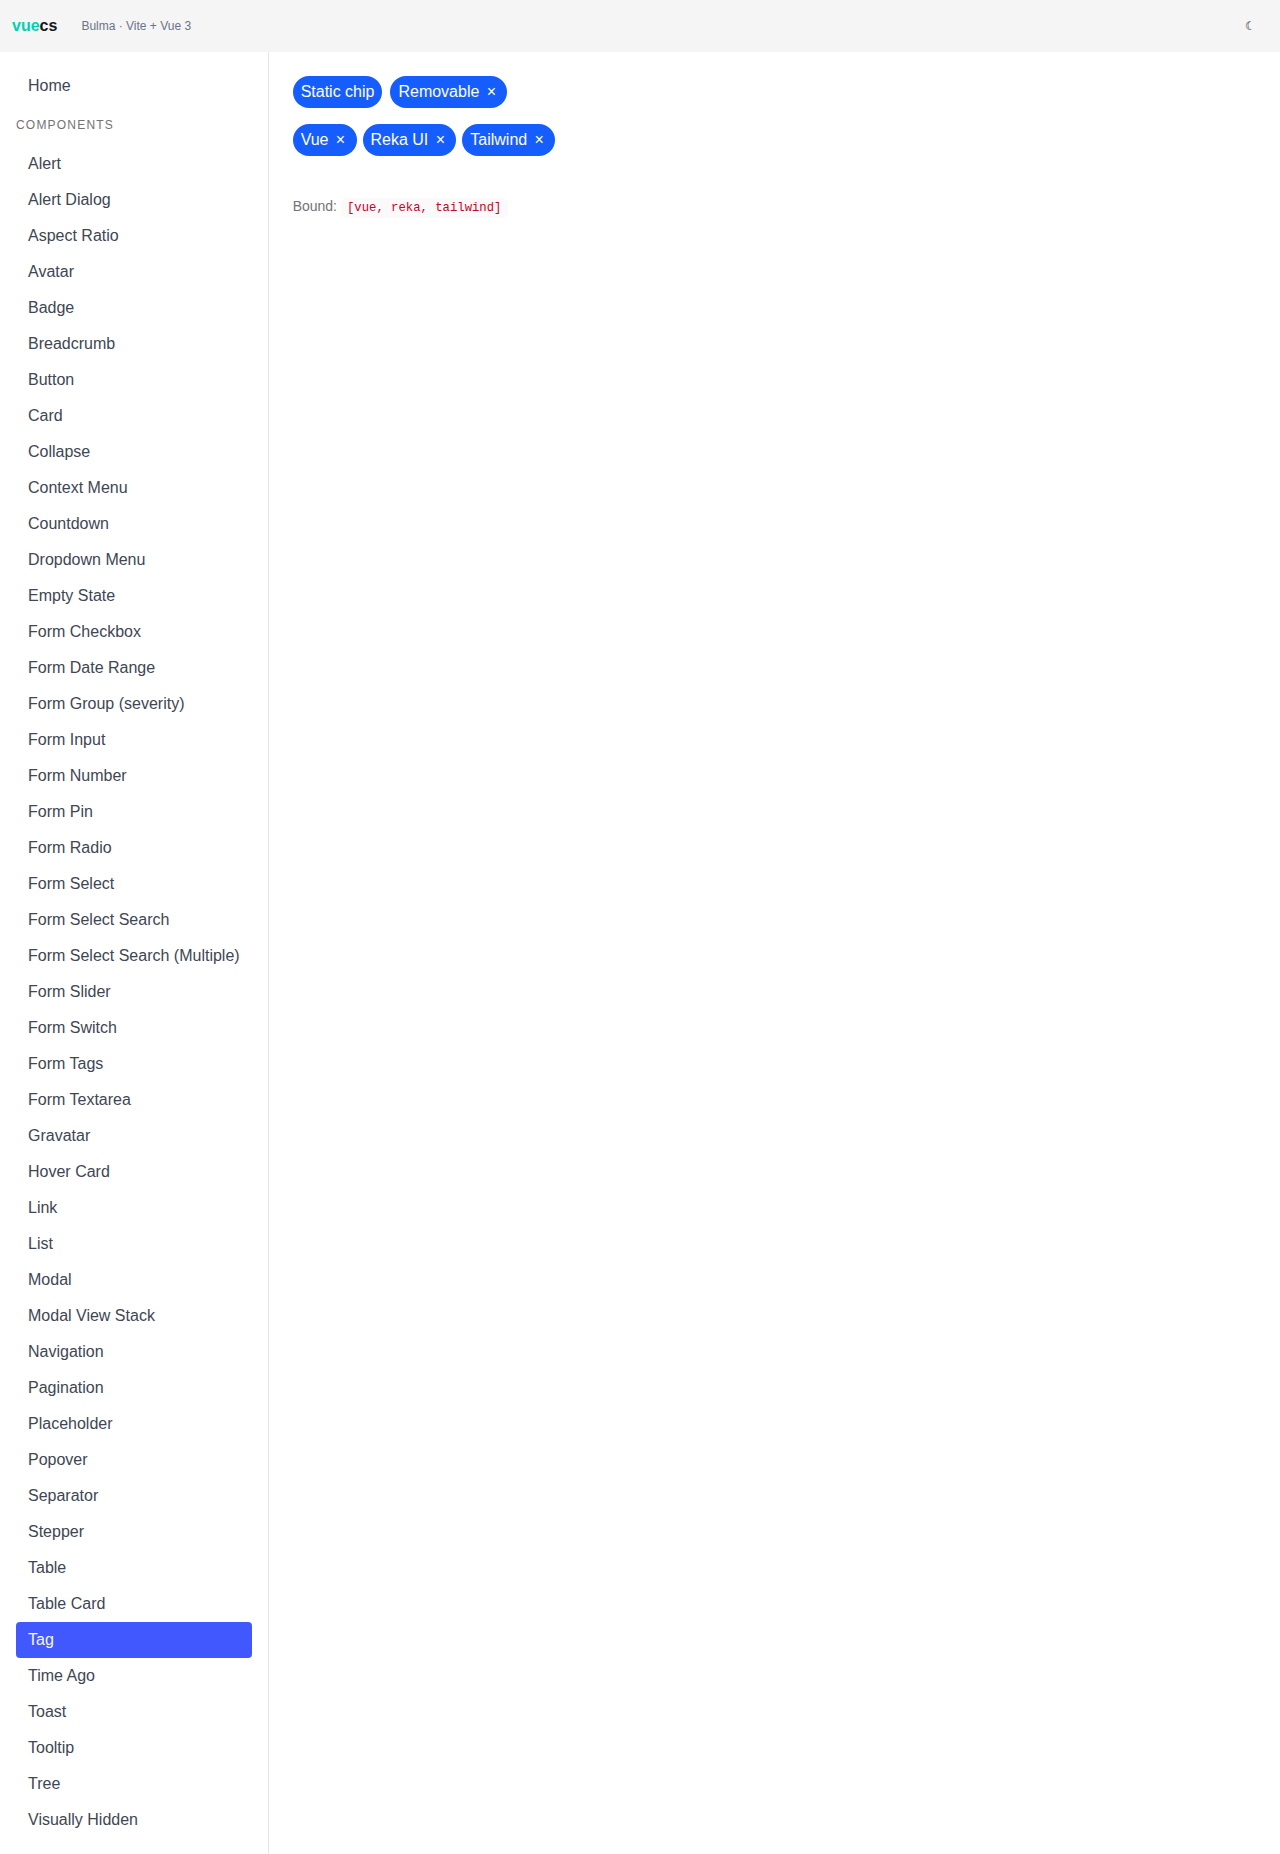 vuecs Bulma · Vite + Vue 3 ☾
Home
COMPONENTS
Alert
Alert Dialog
Aspect Ratio
Avatar
Badge
Breadcrumb
Button
Card
Collapse
Context Menu
Countdown
Dropdown Menu
Empty State
Form Checkbox
Form Date Range
Form Group (severity)
Form Input
Form Number
Form Pin
Form Radio
Form Select
Form Select Search
Form Select Search (Multiple)
Form Slider
Form Switch
Form Tags
Form Textarea
Gravatar
Hover Card
Link
List
Modal
Modal View Stack
Navigation
Pagination
Placeholder
Popover
Separator
Stepper
Table
Table Card
Tag
Time Ago
Toast
Tooltip
Tree
Visually Hidden
Static chip Removable ×
Vue × Reka UI × Tailwind ×
Bound: [vue, reka, tailwind]